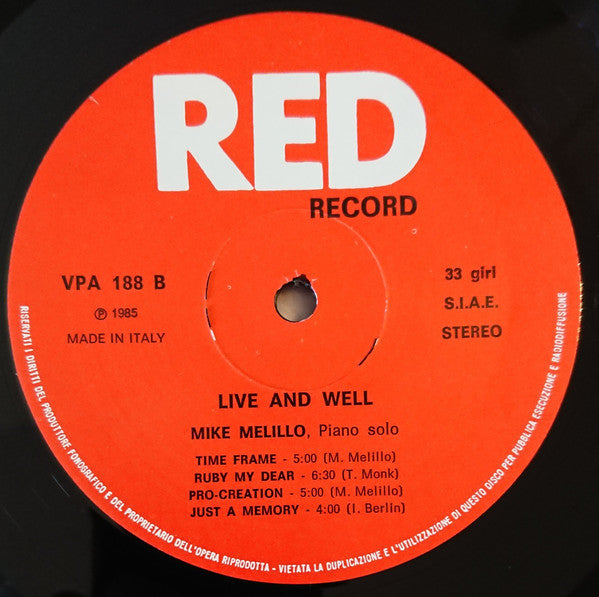 RED
RECORD
VPA 188 B
℗ 1985
MADE IN ITALY
33 giri
S.I.A.E.
STEREO
LIVE AND WELL
MIKE MELILLO, Piano solo
TIME FRAME - 5:00 (M. Melillo)
RUBY MY DEAR - 6:30 (T. Monk)
PRO-CREATION - 5:00 (M. Melillo)
JUST A MEMORY - 4:00 (I. Berlin)
RISERVATI I DIRITTI DEL PRODUTTORE FONOGRAFICO E DEL PROPRIETARIO DELL'OPERA RIPRODOTTA - VIETATA LA DUPLICAZIONE E L'UTILIZZAZIONE DI QUESTO DISCO PER PUBBLICA ESECUZIONE E RADIODIFFUSIONE